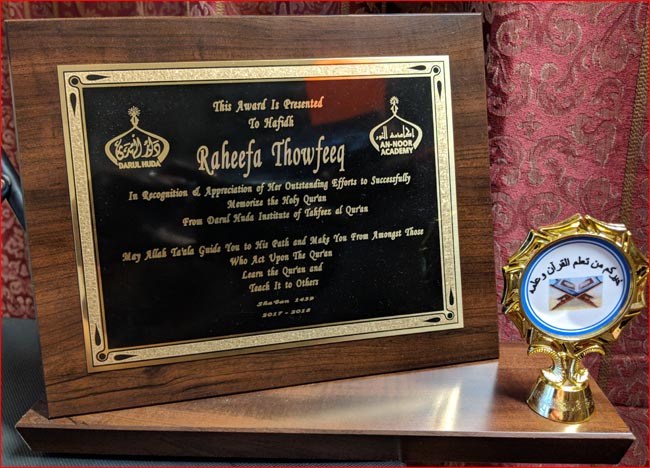 This Award Is Presented
To Hafidh
دار الهدى
DARUL HUDA
أكاديمية النور
AN-NOOR
ACADEMY
Raheefa Thowfeeq
In Recognition & Appreciation of Her Outstanding Efforts to Successfully
Memorize the Holy Qur'an
From Darul Huda Institute of Tahfeez al Qur'an
May Allah Ta'ala Guide You to His Path and Make You From Amongst Those
Who Act Upon The Qur'an
Learn the Qur'an and
Teach It to Others
Sha'ban 1439
2017 - 2018
خيركم من تعلم القرآن وعلمه